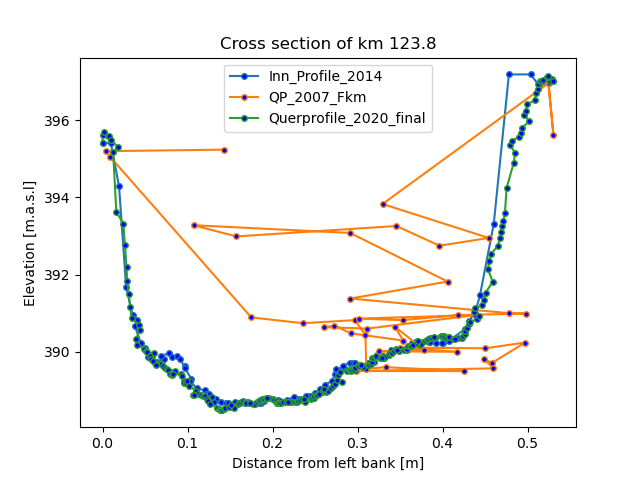 Cross section of km 123.8
Inn_Profile_2014
QP_2007_Fkm
Querprofile_2020_final
Elevation [m.a.s.l]
396
394
392
390
0.0 0.1 0.2 0.3 0.4 0.5
Distance from left bank [m]